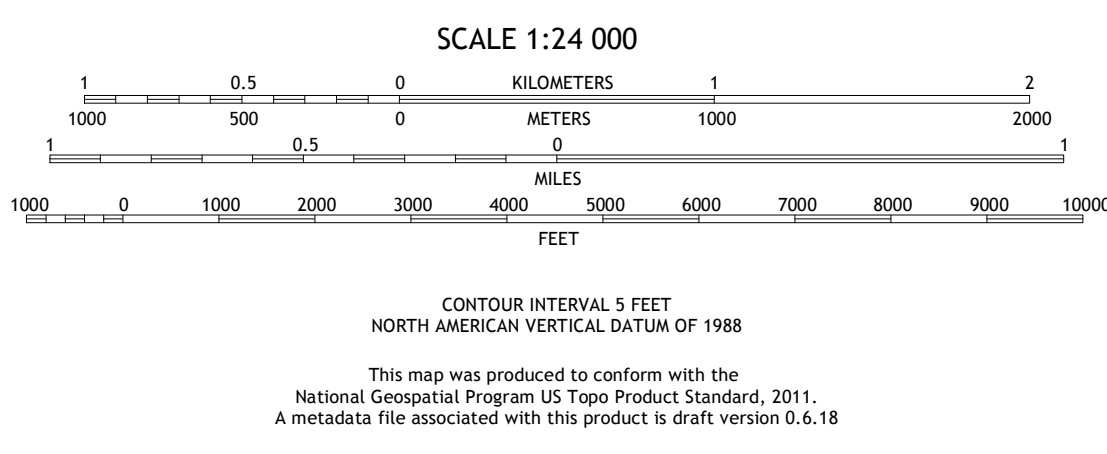 SCALE 1:24 000
1 0.5 0 KILOMETERS 1 2
1000 500 0 METERS 1000 2000
1 0.5 0 1
MILES
1000 0 1000 2000 3000 4000 5000 6000 7000 8000 9000 10000
FEET
CONTOUR INTERVAL 5 FEET
NORTH AMERICAN VERTICAL DATUM OF 1988
This map was produced to conform with the
National Geospatial Program US Topo Product Standard, 2011.
A metadata file associated with this product is draft version 0.6.18